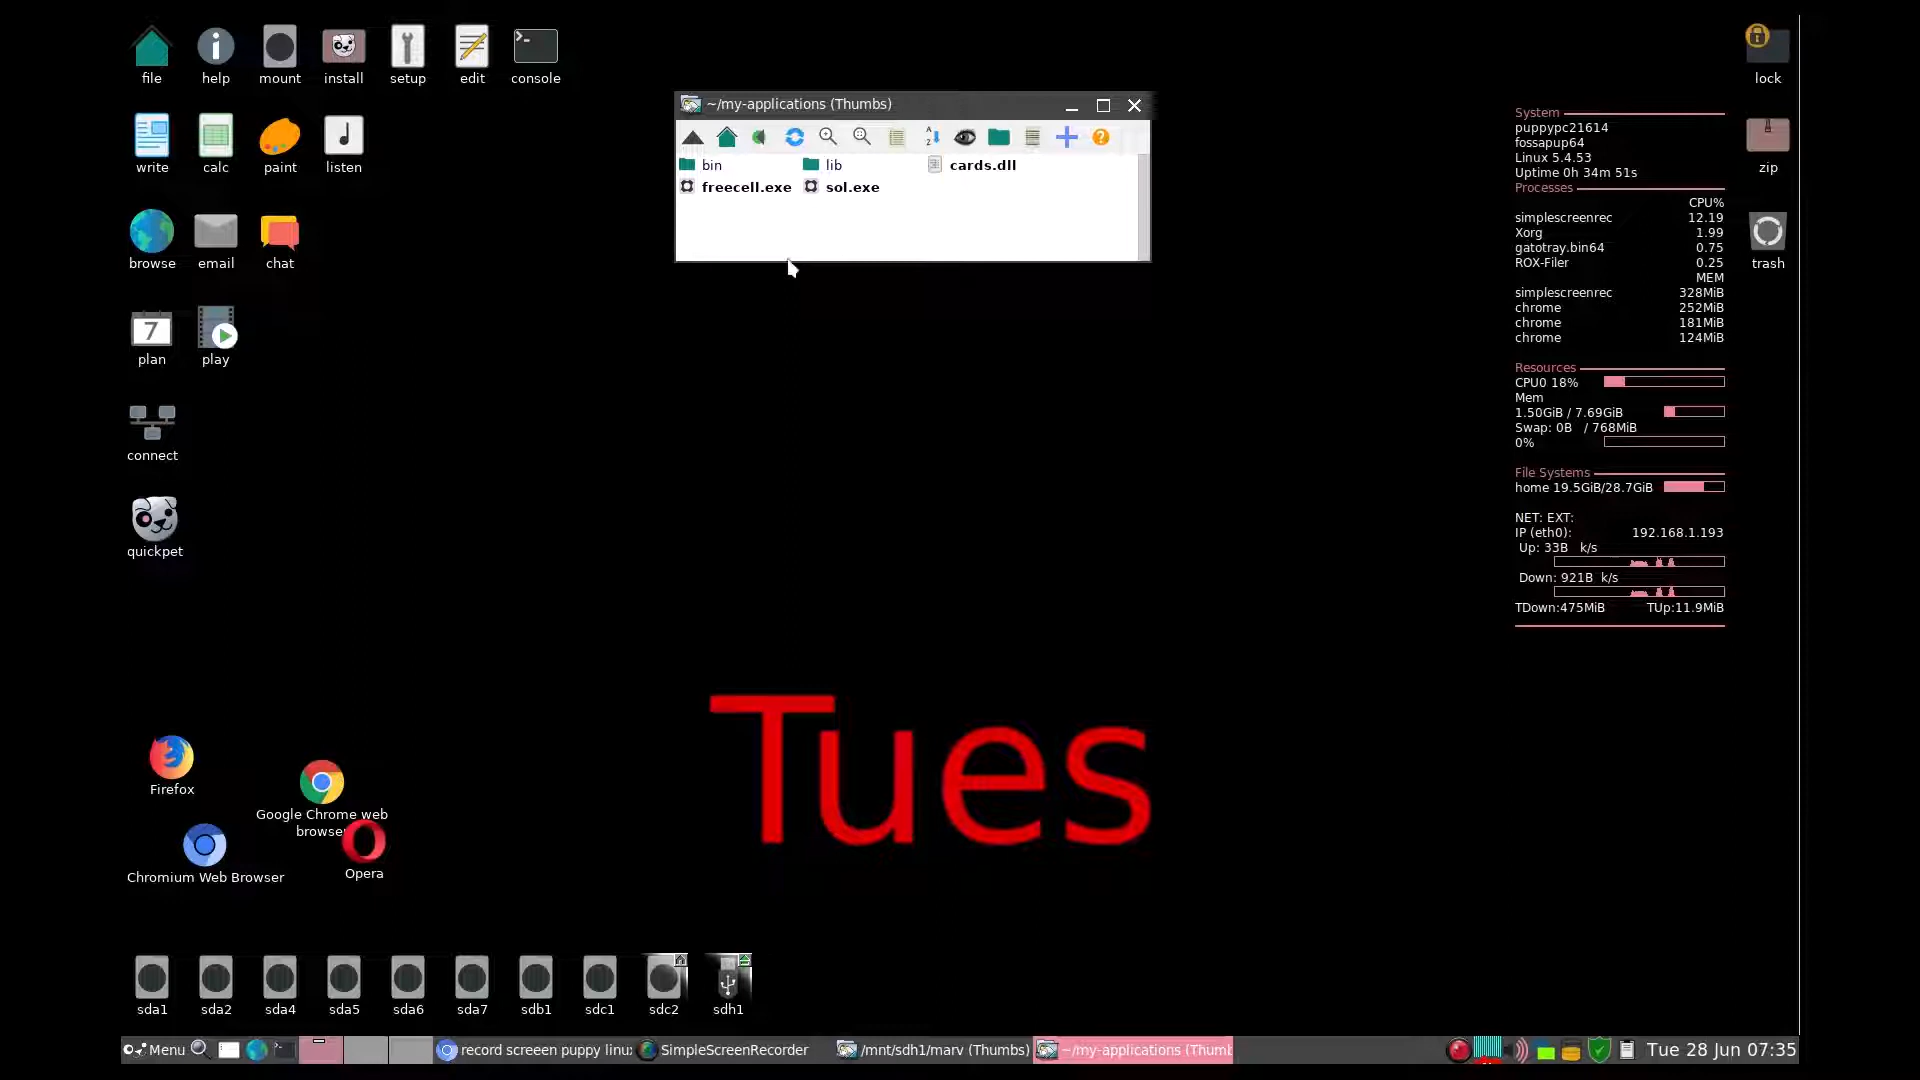 file help mount install setup edit console
write calc paint listen
browse email chat
7
plan play
connect
quickpet
~/my-applications (Thumbs)
bin lib cards.dll
freecell.exe sol.exe
lock
zip
trash
System
puppypc21614
fossapup64
Linux 5.4.53
Uptime 0h 34m 51s
Processes
CPU%
simplescreenrec 12.19
Xorg 1.99
gatotray.bin64 0.75
ROX-Filer 0.25
MEM
simplescreenrec 328MiB
chrome 252MiB
chrome 181MiB
chrome 124MiB
Resources
CPU0 18%
Mem
1.50GiB / 7.69GiB
Swap: 0B / 768MiB
0%
File Systems
home 19.5GiB/28.7GiB
NET: EXT:
IP (eth0): 192.168.1.193
Up: 33B k/s
Down: 921B k/s
TDown:475MiB TUp:11.9MiB
Tues
Firefox
Google Chrome web
browser
Chromium Web Browser
Opera
sda1 sda2 sda4 sda5 sda6 sda7 sdb1 sdc1 sdc2 sdh1
Menu record screeen puppy linu SimpleScreenRecorder /mnt/sdh1/marv (Thumbs) ~/my-applications (Thumb Tue 28 Jun 07:35